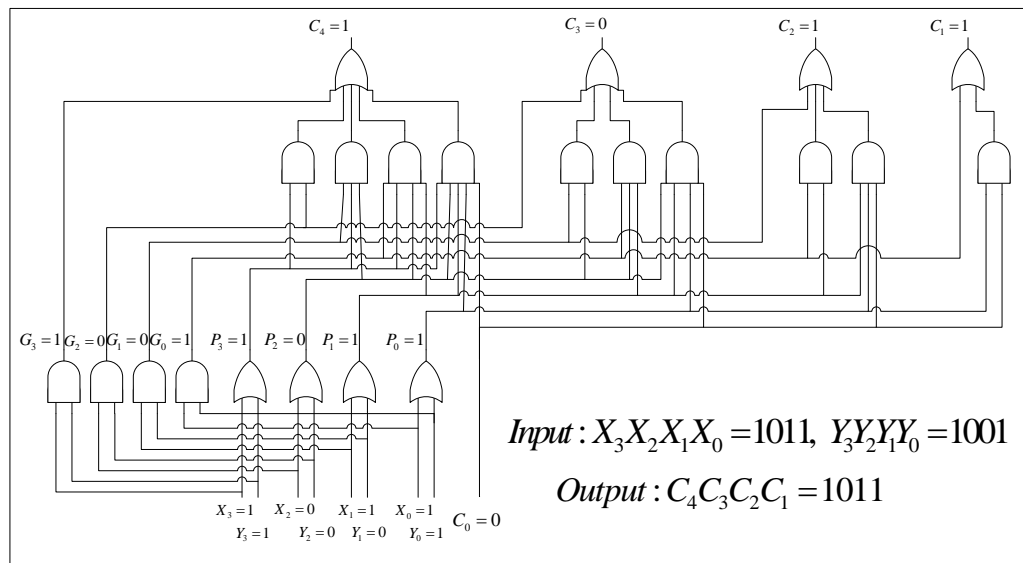 C₄=1 C₃=0 C₂=1 C₁=1
G₃=1 G₂=0 G₁=0 G₀=1 P₃=1 P₂=0 P₁=1 P₀=1
Input: X₃X₂X₁X₀=1011, Y₃Y₂Y₁Y₀=1001
Output: C₄C₃C₂C₁=1011
X₃=1 X₂=0 X₁=1 X₀=1 C₀=0
Y₃=1 Y₂=0 Y₁=0 Y₀=1